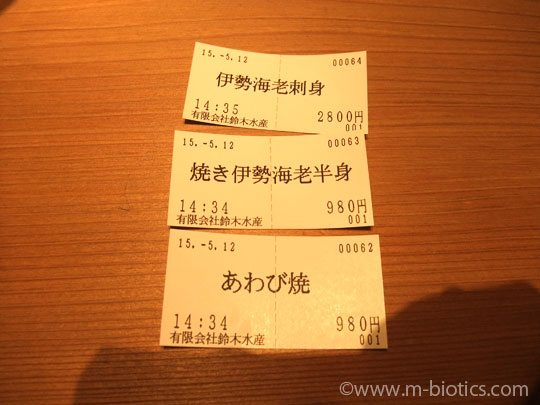 15.-5.12 00064
伊勢海老刺身
14:35 2800円
有限会社鈴木水産 001
15.-5.12 00063
焼き伊勢海老半身
14:34 980円
有限会社鈴木水産 001
15.-5.12 00062
あわび焼
14:34 980円
有限会社鈴木水産 001
©www.m-biotics.com